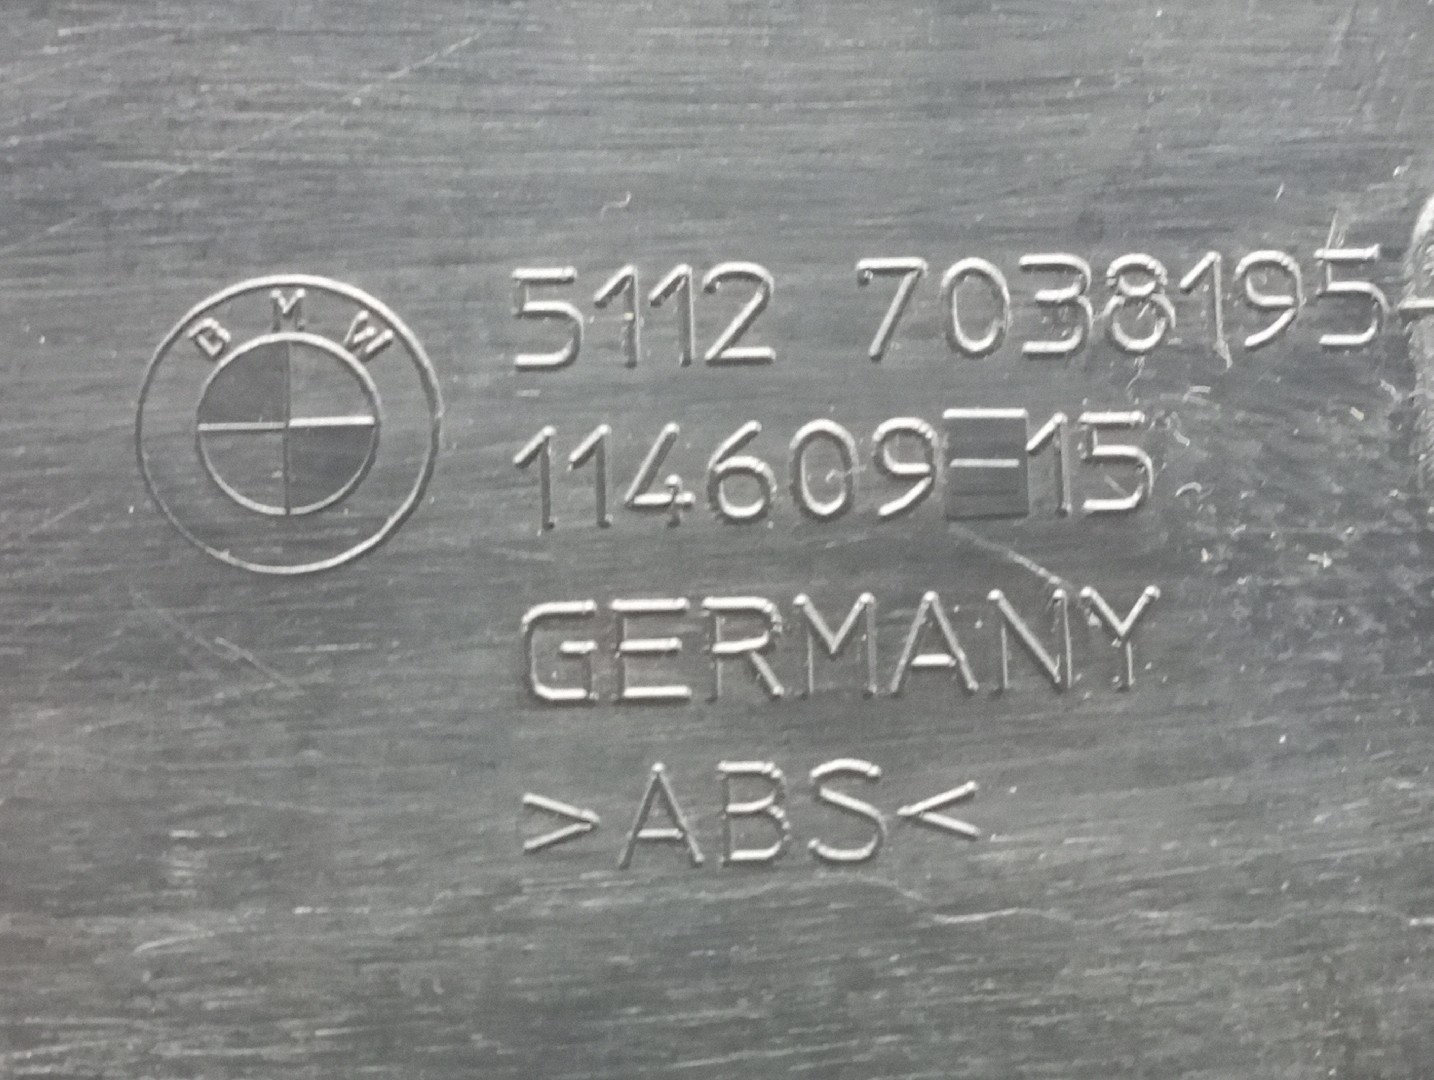 BMW
5112 7038195-
114609-15
GERMANY
>ABS<